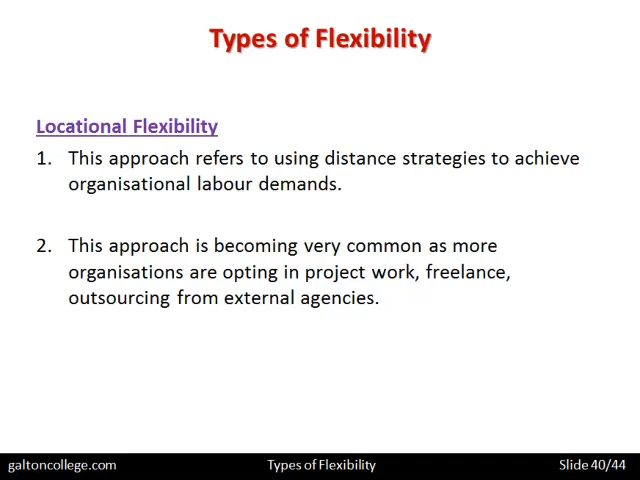 Types of Flexibility
Locational Flexibility
1. This approach refers to using distance strategies to achieve
organisational labour demands.
2. This approach is becoming very common as more
organisations are opting in project work, freelance,
outsourcing from external agencies.
galtoncollege.com Types of Flexibility Slide 40/44